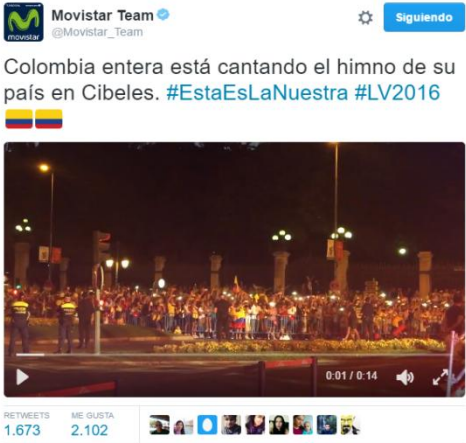 movistar
Movistar Team
@Movistar_Team
Siguiendo
Colombia entera está cantando el himno de su
país en Cibeles. #EstaEsLaNuestra #LV2016
0:01 / 0:14
RETWEETS
1.673
ME GUSTA
2.102